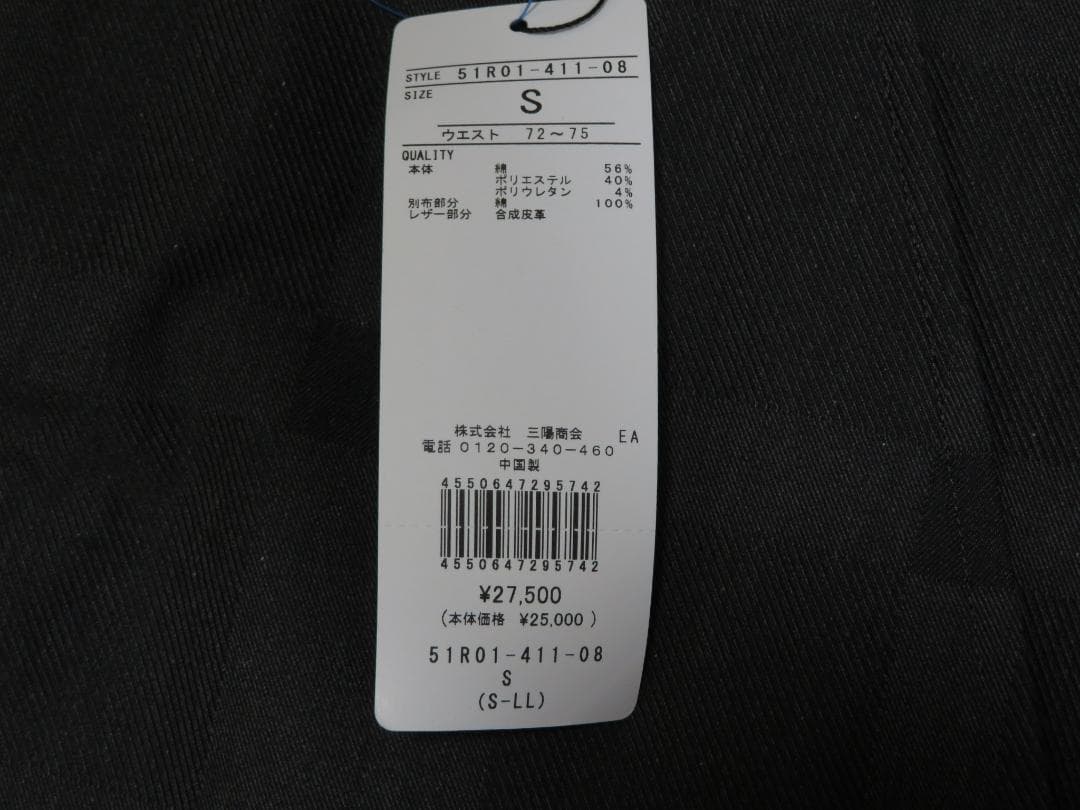 STYLE 51R01-411-08
SIZE S
ウエスト 72～75
QUALITY
本体 綿 56%
ポリエステル 40%
ポリウレタン 4%
別布部分 綿 100%
レザー部分 合成皮革
株式会社 三陽商会 EA
電話 0120-340-460
中国製
4550647295742
4550647295742
¥27,500
(本体価格 ¥25,000 )
51R01-411-08
S
(S-LL)